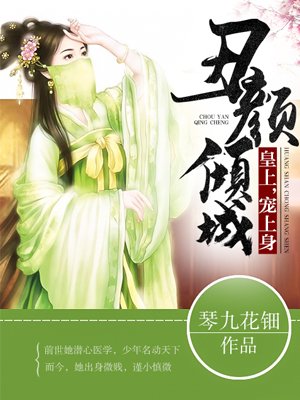 丑颜倾城
CHOU YAN
QING CHENG
皇上，宠上身
HUANG SHANG CHONG SHANG SHEN
琴九花钿
作品
前世她潜心医学，少年名动天下
而今，她出身微贱，谨小慎微